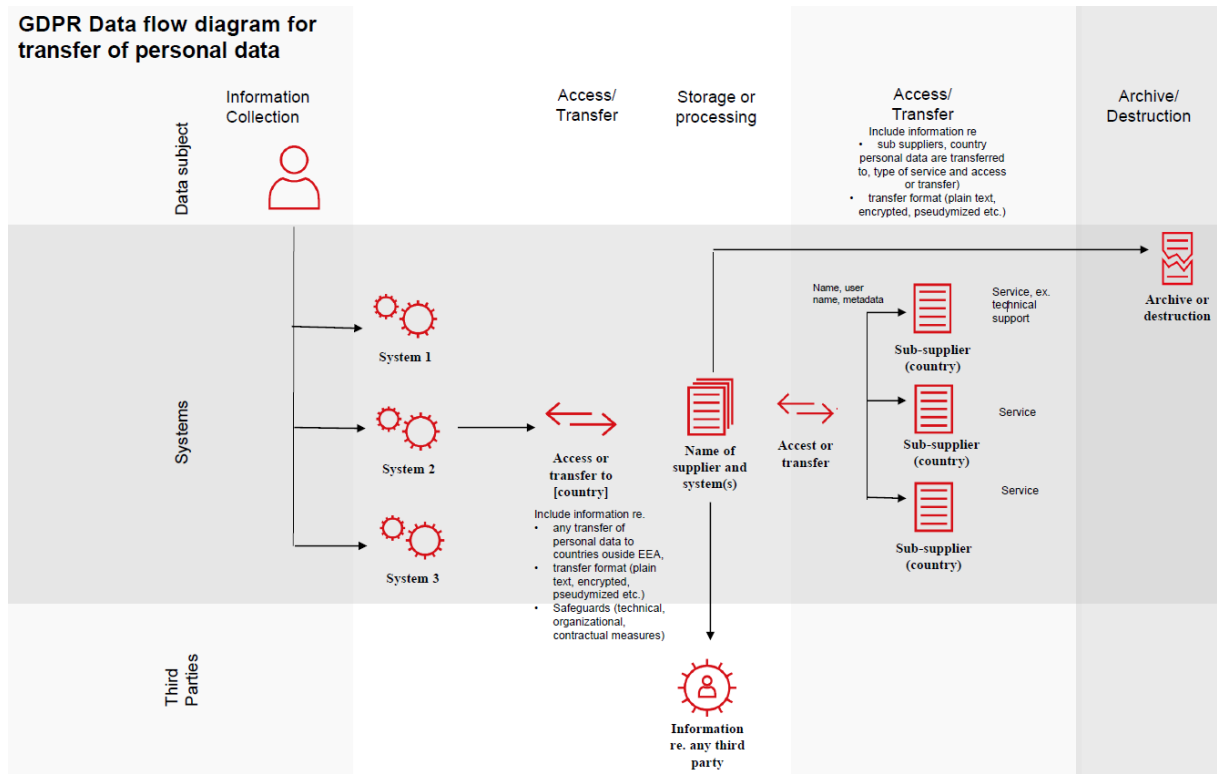 GDPR Data flow diagram for
transfer of personal data
Information
Collection
Access/
Transfer
Storage or
processing
Access/
Transfer
Include information re
• sub suppliers, country
personal data are transferred
to, type of service and access
or transfer)
• transfer format (plain text,
encrypted, pseudymized etc.)
Archive/
Destruction
Data subject
Systems
System 1
System 2
System 3
Access or
transfer to
[country]
Include information re.
• any transfer of
personal data to
countries ouside EEA,
• transfer format (plain
text, encrypted,
pseudymized etc.)
• Safeguards (technical,
organizational,
contractual measures)
Name of
supplier and
system(s)
Accest or
transfer
Name, user
name, metadata
Service, ex.
technical
support
Sub-supplier
(country)
Service
Sub-supplier
(country)
Service
Sub-supplier
(country)
Archive or
destruction
Third
Parties
Information
re. any third
party